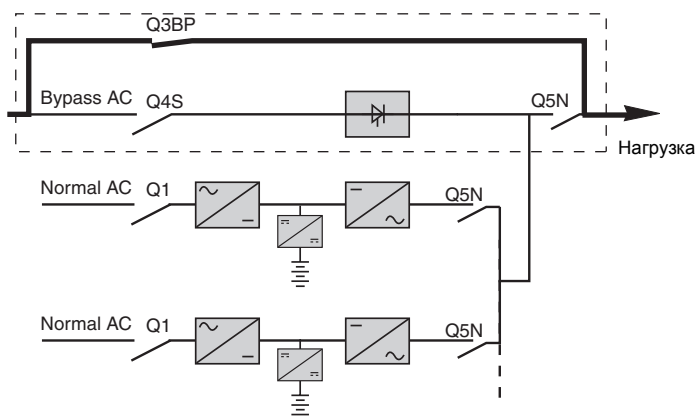 Q3BP
Bypass AC Q4S Q5N
Нагрузка
Normal AC Q1 Q5N
Normal AC Q1 Q5N